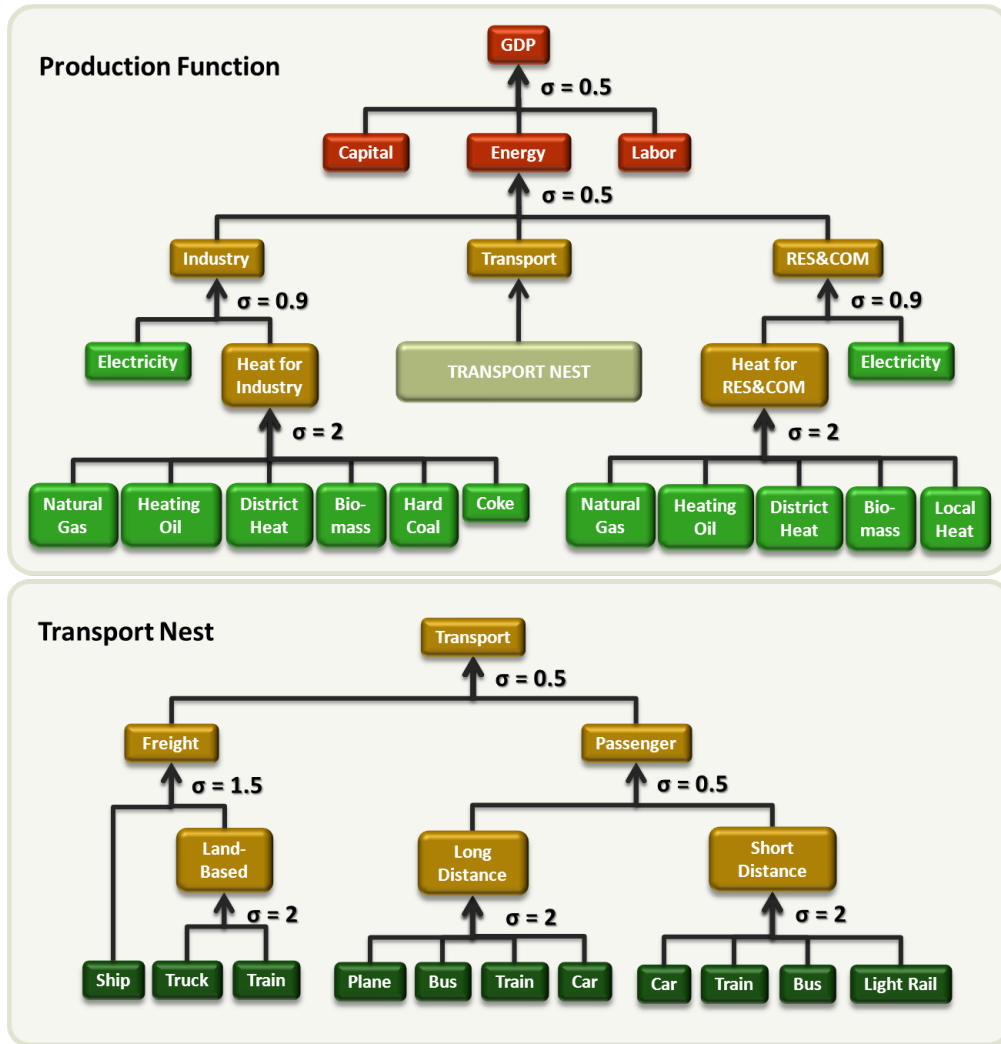 Production Function
GDP
σ = 0.5
Capital
Energy
Labor
σ = 0.5
Industry
Transport
RES&COM
σ = 0.9
σ = 0.9
Electricity
Heat for
Industry
TRANSPORT NEST
Heat for
RES&COM
Electricity
σ = 2
σ = 2
Natural
Gas
Heating
Oil
District
Heat
Bio-
mass
Hard
Coal
Coke
Natural
Gas
Heating
Oil
District
Heat
Bio-
mass
Local
Heat
Transport Nest
Transport
σ = 0.5
Freight
Passenger
σ = 1.5
σ = 0.5
Land-
Based
Long
Distance
Short
Distance
σ = 2
σ = 2
σ = 2
Ship
Truck
Train
Plane
Bus
Train
Car
Car
Train
Bus
Light Rail